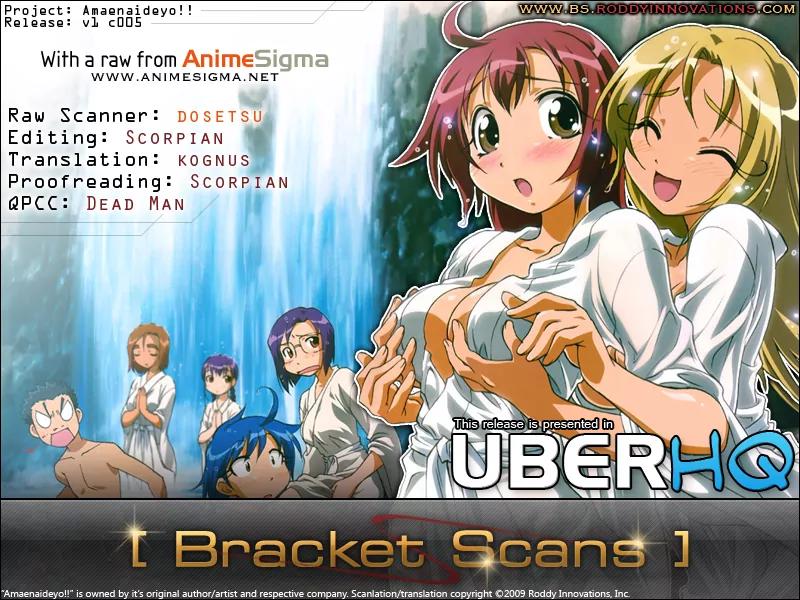 Project: Amaenaideyo!!
Release: v1 c005
WWW.BS.RODDYINNOVATIONS.COM
With a raw from AnimeSigma
WWW.ANIMESIGMA.NET
Raw Scanner: DOSETSU
Editing: SCORPIAN
Translation: KOGNUS
Proofreading: SCORPIAN
QPCC: DEAD MAN
This release is presented in
UBERHQ
[ Bracket Scans ]
"Amaenaideyo!!" is owned by it's original author/artist and respective company. Scanlation/translation copyright ©2009 Roddy Innovations, Inc.